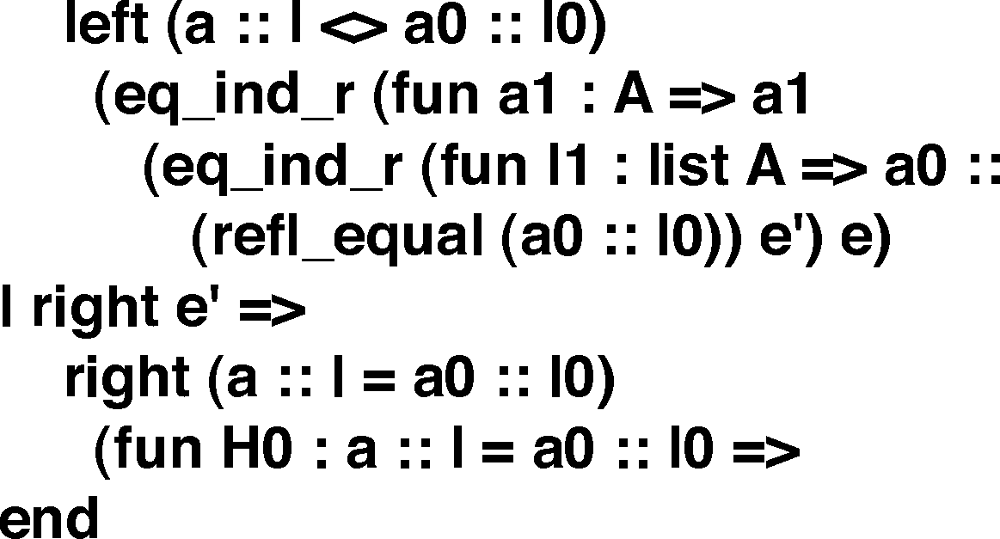 left (a :: l <> a0 :: l0)
(eq_ind_r (fun a1 : A => a1
(eq_ind_r (fun l1 : list A => a0 ::
(refl_equal (a0 :: l0)) e') e)
| right e' =>
right (a :: l = a0 :: l0)
(fun H0 : a :: l = a0 :: l0 =>
end